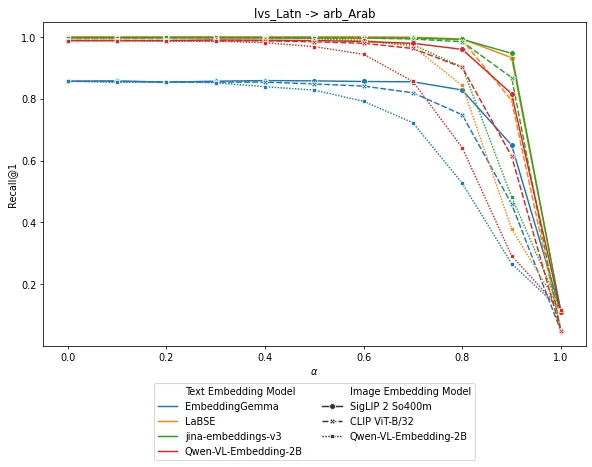 lvs_Latn -> arb_Arab
1.0
0.8
0.6
0.4
0.2
Recall@1
0.0 0.2 0.4 0.6 0.8 1.0
α
Text Embedding Model
EmbeddingGemma
LaBSE
jina-embeddings-v3
Qwen-VL-Embedding-2B
Image Embedding Model
SigLIP 2 So400m
CLIP ViT-B/32
Qwen-VL-Embedding-2B